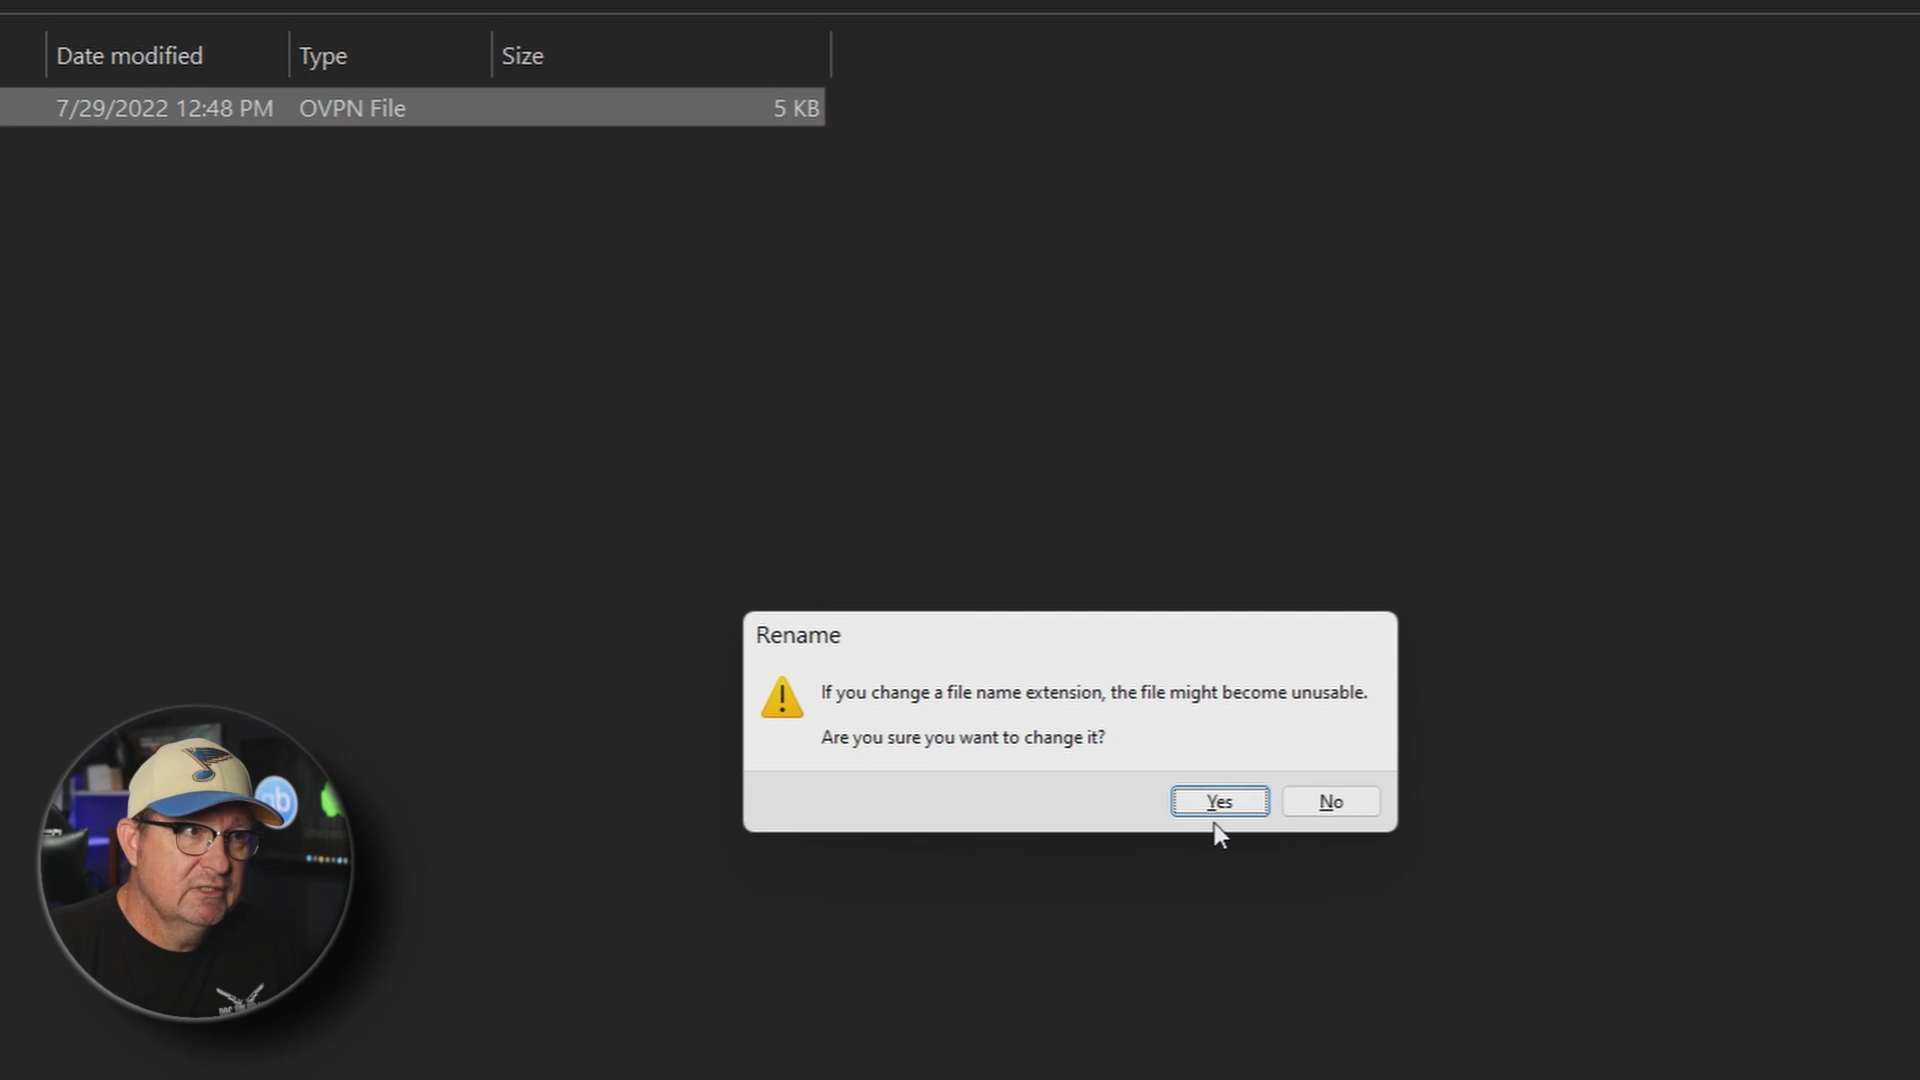 Date modified Type Size
7/29/2022 12:48 PM OVPN File 5 KB
Rename
If you change a file name extension, the file might become unusable.
Are you sure you want to change it?
Yes No